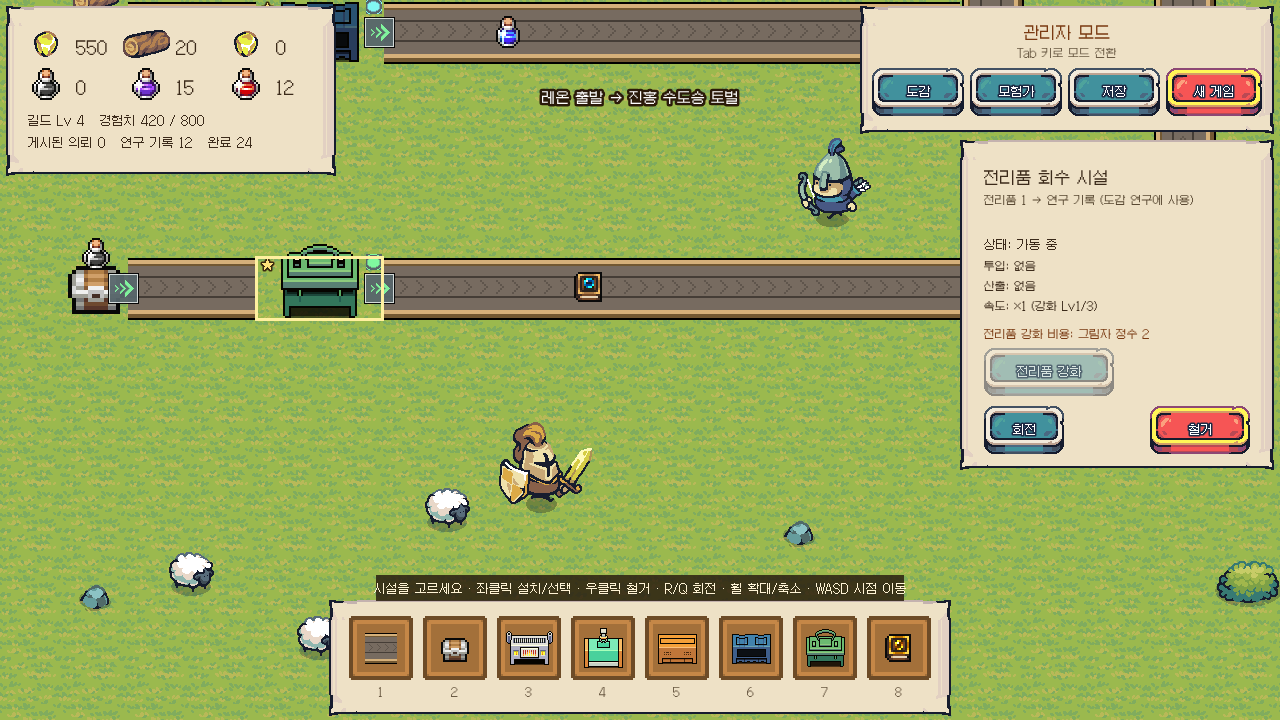 550 20 0
0 15 12
길드 Lv 4 경험치 420 / 800
게시된 의뢰 0 연구 기록 12 완료 24
레온 출발 → 진홍 수도승 토벌
관리자 모드
Tab 키로 모드 전환
도감 모험가 저장 새 게임
전리품 회수 시설
전리품 1 → 연구 기록 (도감 연구에 사용)
상태: 가동 중
투입: 없음
산출: 없음
속도: ×1 (강화 Lv1/3)
전리품 강화 비용: 그림자 정수 2
전리품 강화
회전 철거
시설을 고르세요 · 좌클릭 설치/선택 · 우클릭 철거 · R/Q 회전 · 휠 확대/축소 · WASD 시점 이동
1 2 3 4 5 6 7 8